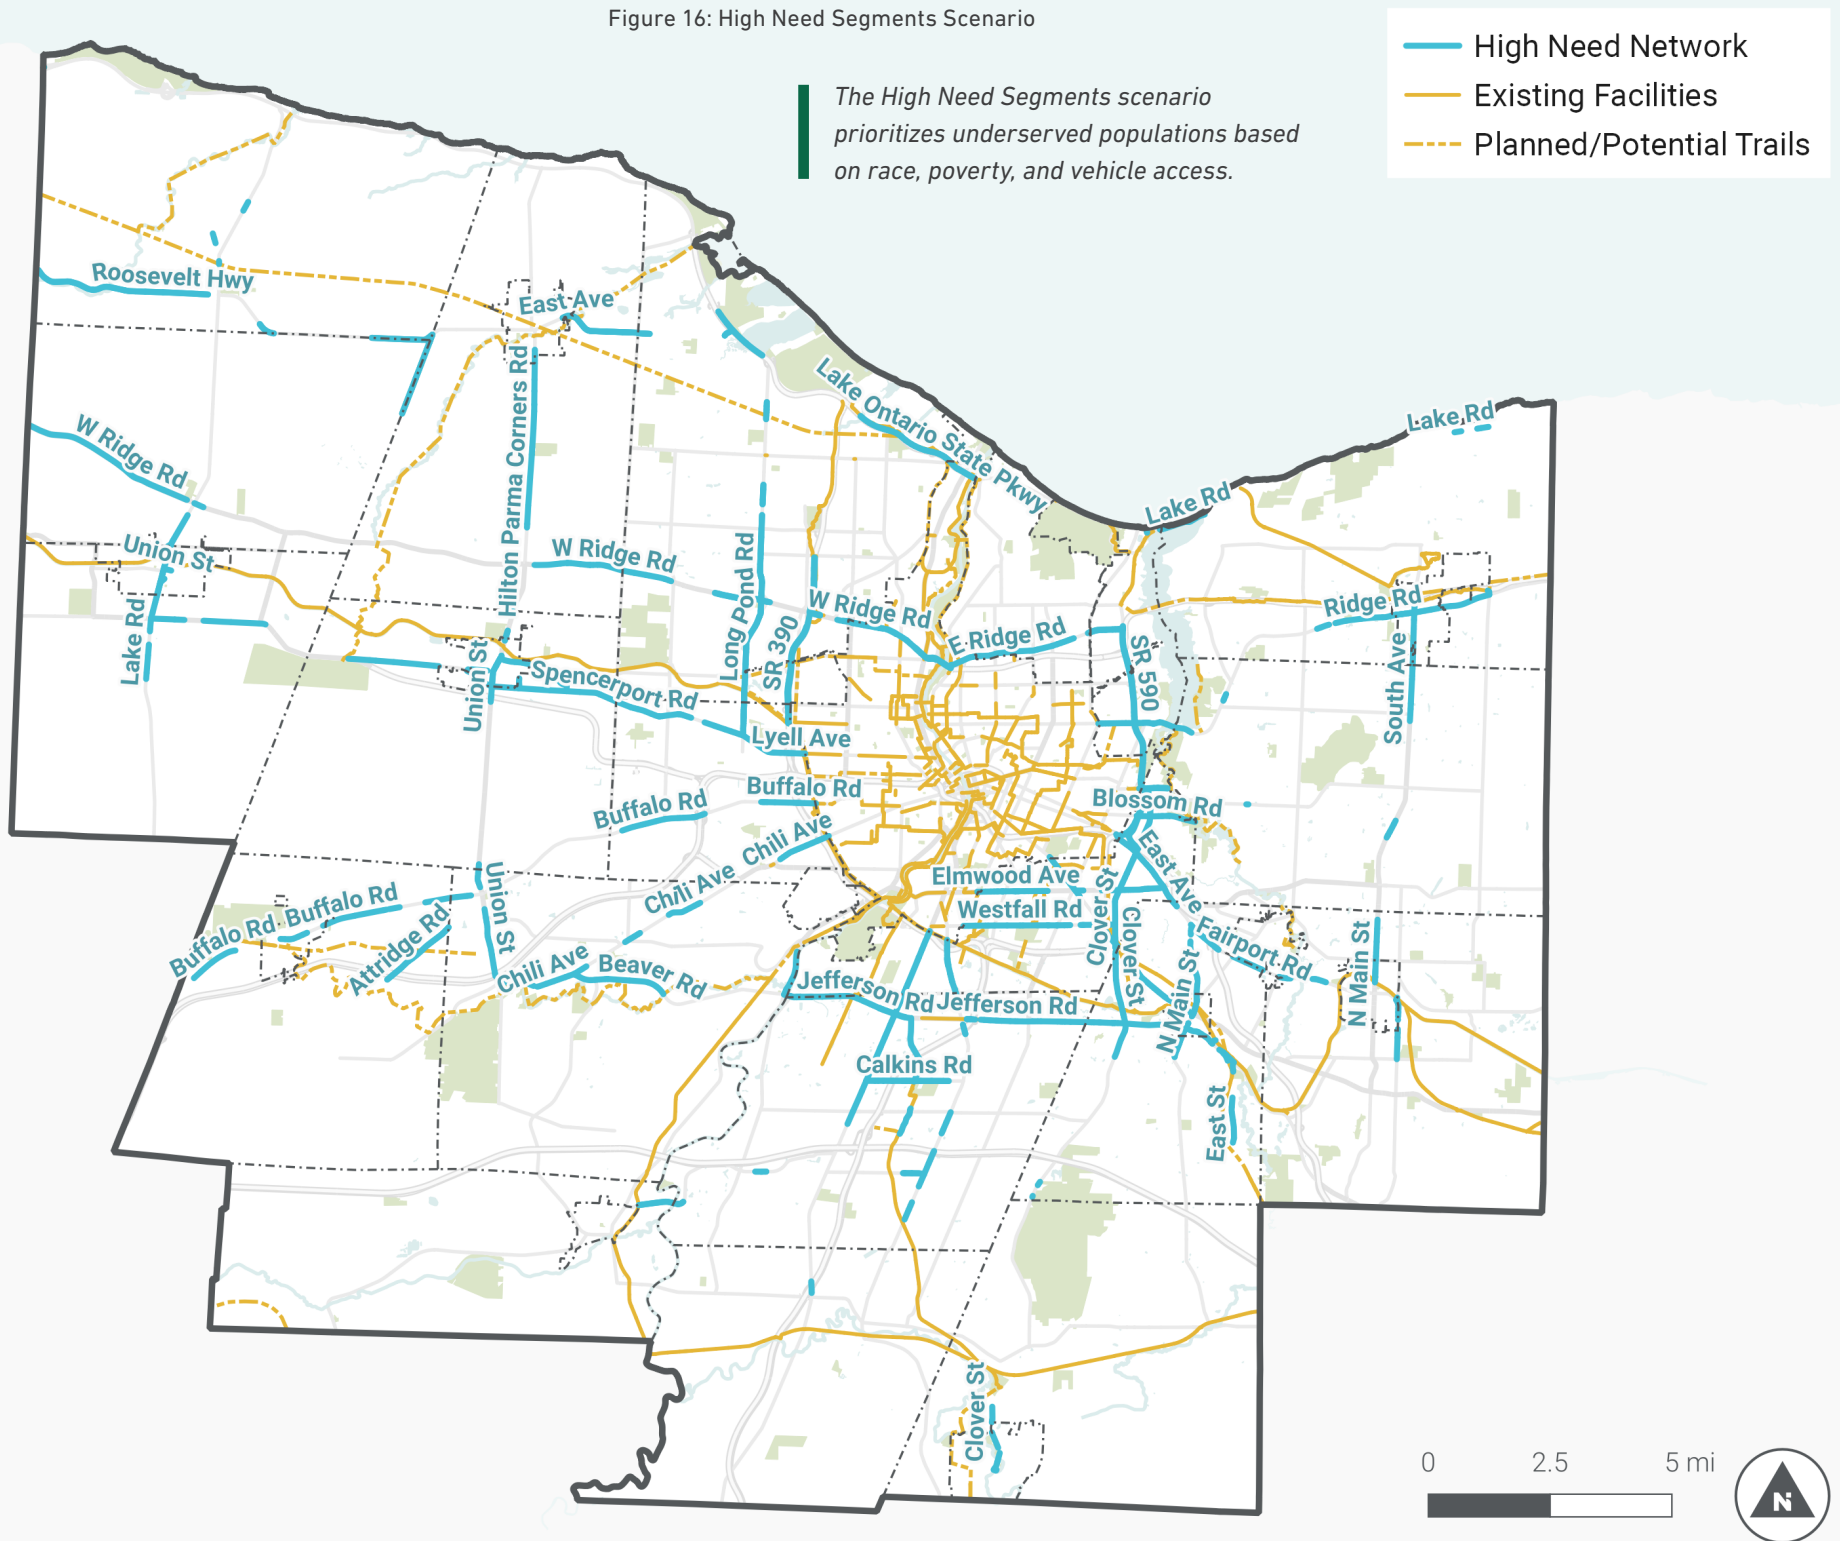 Figure 16: High Need Segments Scenario
High Need Network
Existing Facilities
Planned/Potential Trails
The High Need Segments scenario
prioritizes underserved populations based
on race, poverty, and vehicle access.
Roosevelt Hwy
East Ave
Hilton Parma Corners Rd
W Ridge Rd
Lake Ontario State Pkwy
Lake Rd
Lake Rd
Union St
W Ridge Rd
Long Pond Rd
SR 390
W Ridge Rd
E Ridge Rd
Ridge Rd
Lake Rd
Union St
Spencerport Rd
SR 590
South Ave
Lyell Ave
Buffalo Rd
Buffalo Rd
Blossom Rd
Chili Ave
East Ave
Chili Ave
Elmwood Ave
Clover St
Westfall Rd
Clover St
Buffalo Rd
Buffalo Rd
Attridge Rd
Union St
Chili Ave
Beaver Rd
Fairport Rd
N Main St
N Main St
Jefferson Rd
Jefferson Rd
Calkins Rd
East St
Clover St
0
2.5
5 mi
N